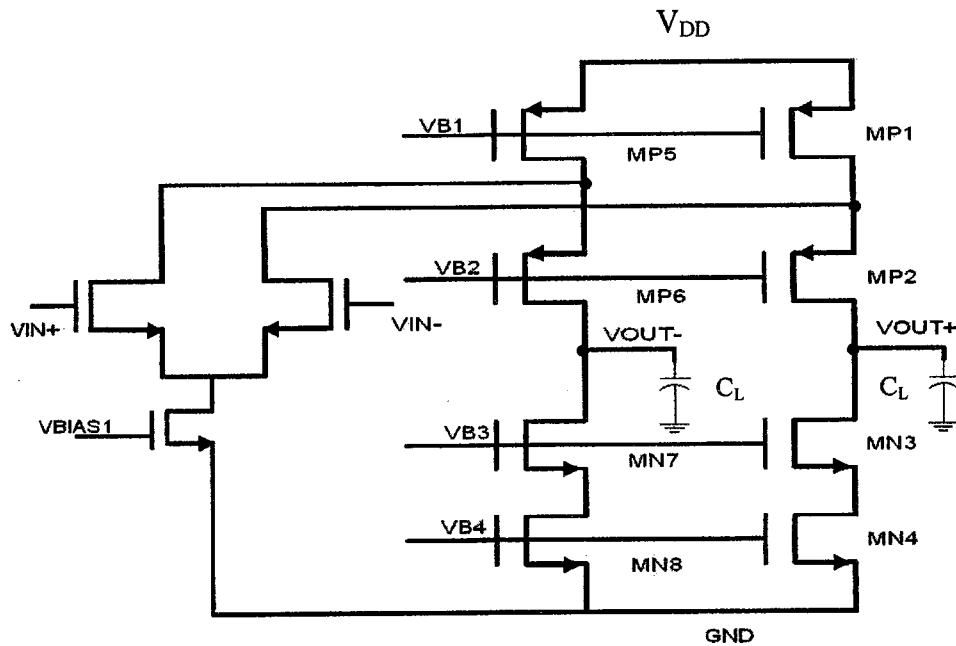 VDD
VB1
MP5
MP1
VB2
MP6
MP2
VIN+
VIN-
VOUT-
VOUT+
CL
CL
VBIAS1
VB3
MN7
MN3
VB4
MN8
MN4
GND